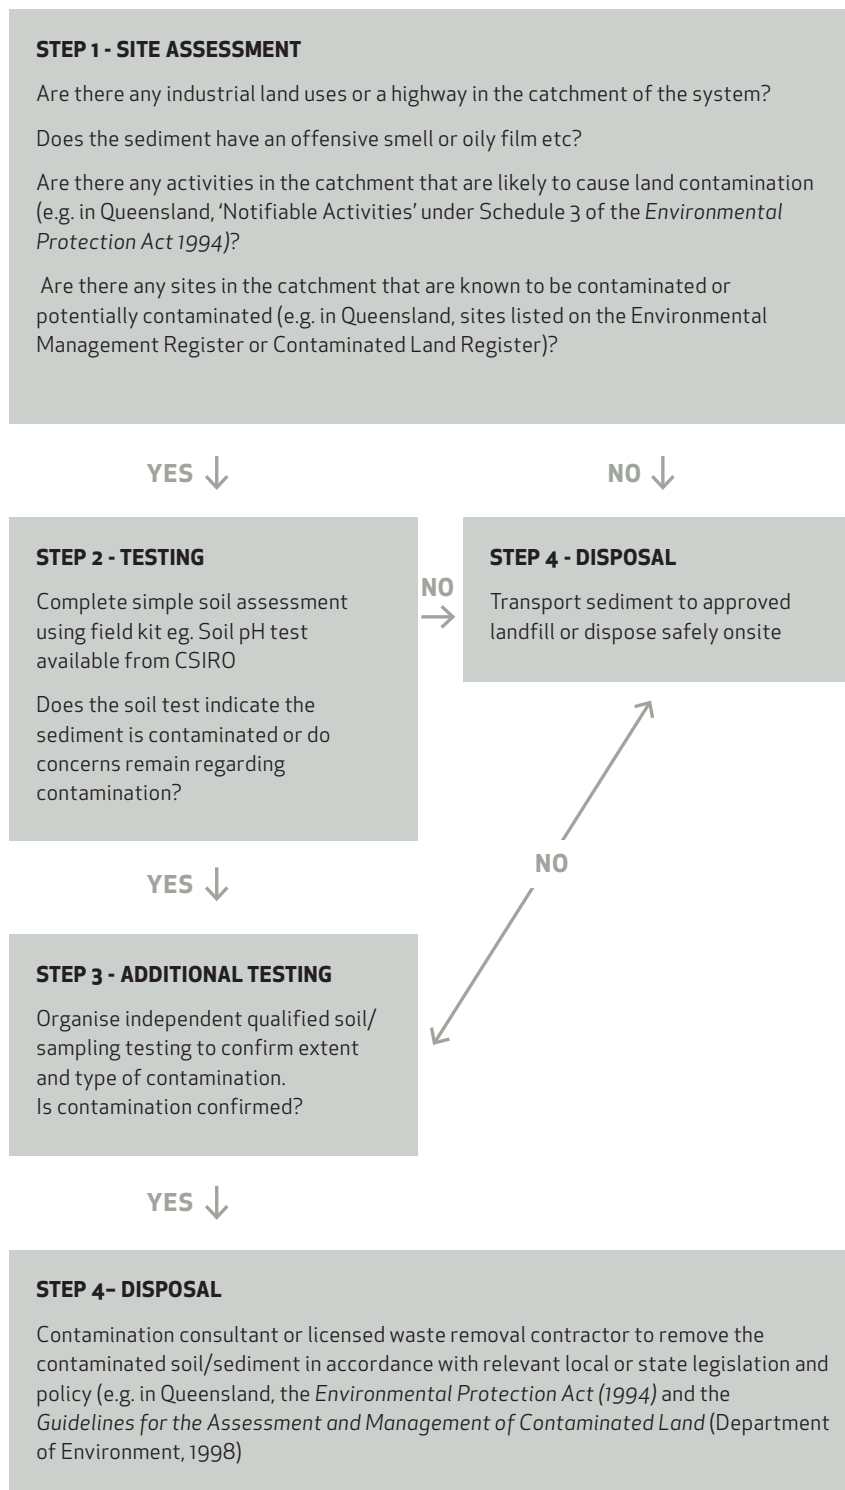 STEP 1 - SITE ASSESSMENT
Are there any industrial land uses or a highway in the catchment of the system?
Does the sediment have an offensive smell or oily film etc?
Are there any activities in the catchment that are likely to cause land contamination
(e.g. in Queensland, ‘Notifiable Activities’ under Schedule 3 of the Environmental
Protection Act 1994)?
Are there any sites in the catchment that are known to be contaminated or
potentially contaminated (e.g. in Queensland, sites listed on the Environmental
Management Register or Contaminated Land Register)?
YES
NO
STEP 2 - TESTING
Complete simple soil assessment
using field kit eg. Soil pH test
available from CSIRO
Does the soil test indicate the
sediment is contaminated or do
concerns remain regarding
contamination?
NO
STEP 4 - DISPOSAL
Transport sediment to approved
landfill or dispose safely onsite
YES
NO
STEP 3 - ADDITIONAL TESTING
Organise independent qualified soil/
sampling testing to confirm extent
and type of contamination.
Is contamination confirmed?
YES
STEP 4– DISPOSAL
Contamination consultant or licensed waste removal contractor to remove the
contaminated soil/sediment in accordance with relevant local or state legislation and
policy (e.g. in Queensland, the Environmental Protection Act (1994) and the
Guidelines for the Assessment and Management of Contaminated Land (Department
of Environment, 1998)